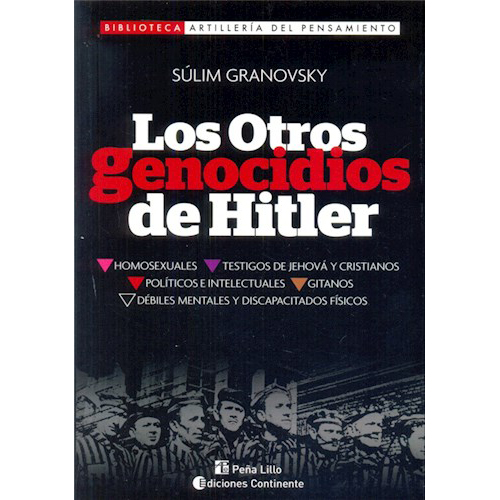 BIBLIOTECA ARTILLERÍA DEL PENSAMIENTO
SÚLIM GRANOVSKY
Los Otros
genocidios
de Hitler
HOMOSEXUALES TESTIGOS DE JEHOVÁ Y CRISTIANOS
POLÍTICOS E INTELECTUALES GITANOS
DÉBILES MENTALES Y DISCAPACITADOS FÍSICOS
Peña Lillo
Ediciones Continente